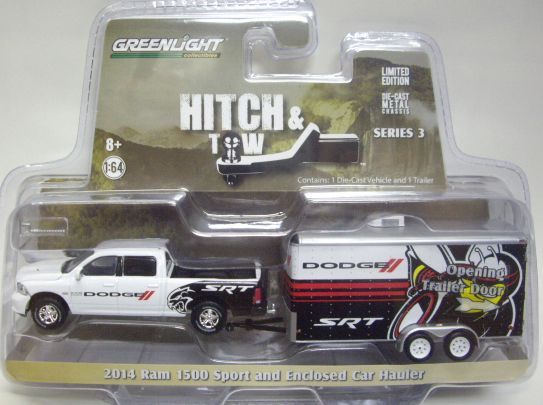 GREENLIGHT
collectibles
HITCH &
TOW
LIMITED
EDITION
DIE-CAST
METAL
CHASSIS
SERIES 3
8+
1:64
Contains: 1 Die-Cast Vehicle and 1 Trailer
DODGE
SRT
DODGE
SRT
Opening
Trailer Door
2014 Ram 1500 Sport and Enclosed Car Hauler